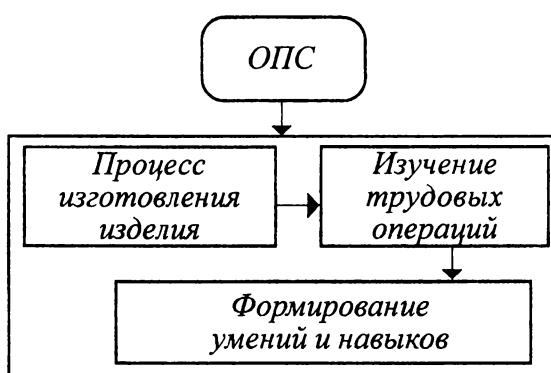 ОПС
Процесс
изготовления
изделия
Изучение
трудовых
операций
Формирование
умений и навыков